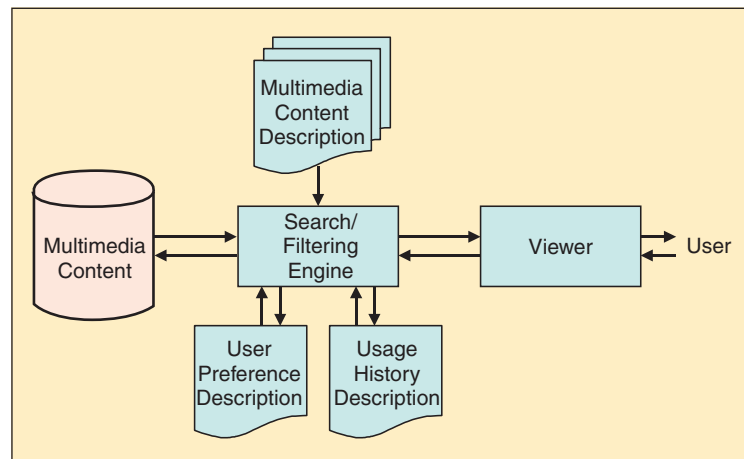 Multimedia
Content
Description
Multimedia
Content
Search/
Filtering
Engine
Viewer
User
User
Preference
Description
Usage
History
Description